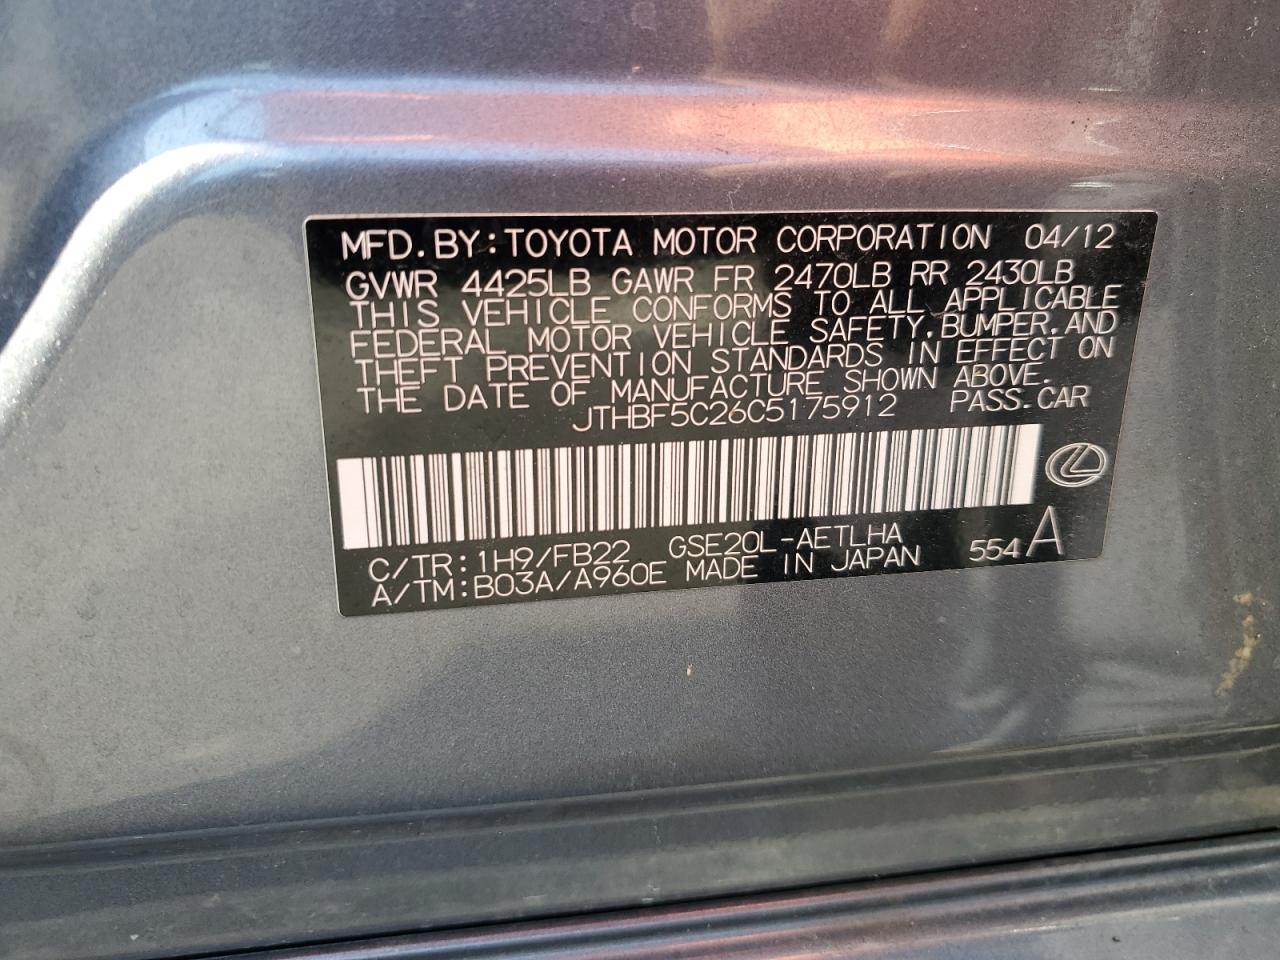 MFD.BY:TOYOTA MOTOR CORPORATION 04/12
GVWR 4425LB GAWR FR 2470LB RR 2430LB
THIS VEHICLE CONFORMS TO ALL APPLICABLE
FEDERAL MOTOR VEHICLE SAFETY,BUMPER,AND
THEFT PREVENTION STANDARDS IN EFFECT ON
THE DATE OF MANUFACTURE SHOWN ABOVE.
JTHBF5C26C5175912 PASS.CAR
C/TR:1H9/FB22 GSE20L-AETLHA
A/TM:B03A/A960E MADE IN JAPAN 554A